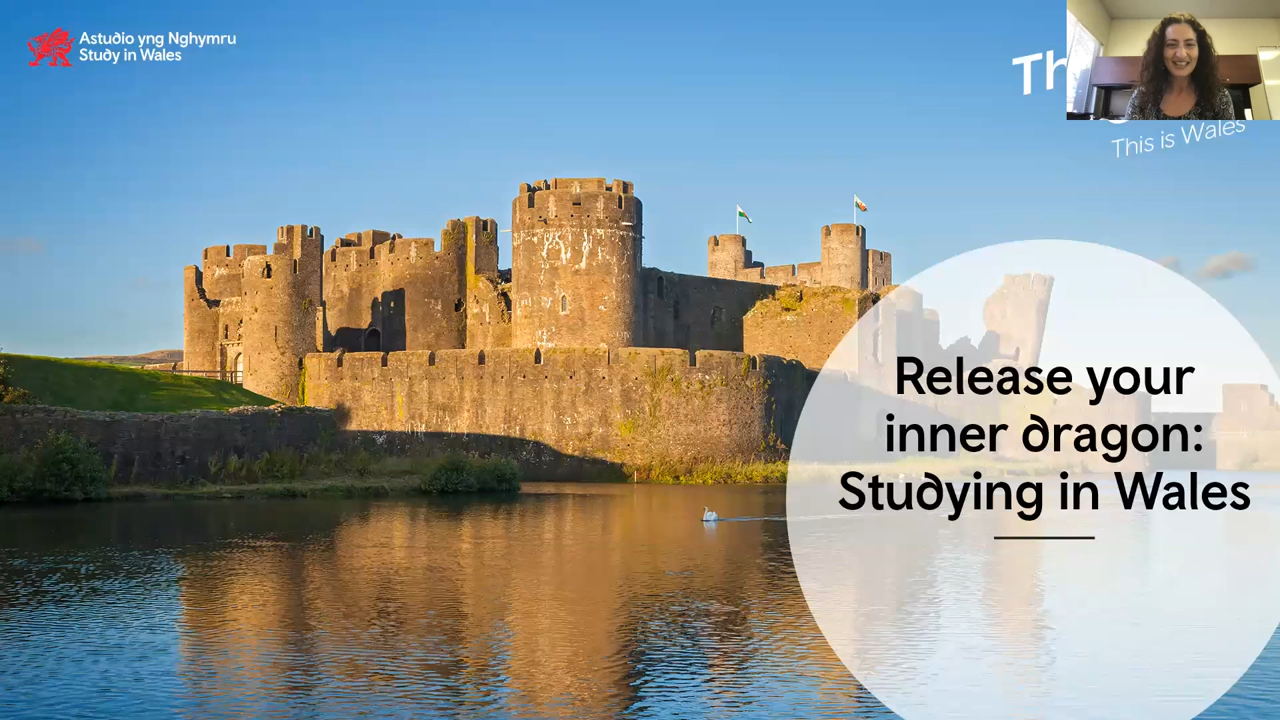 Astudio yng Nghymru
Study in Wales
This is Wales
Release your
inner dragon:
Studying in Wales